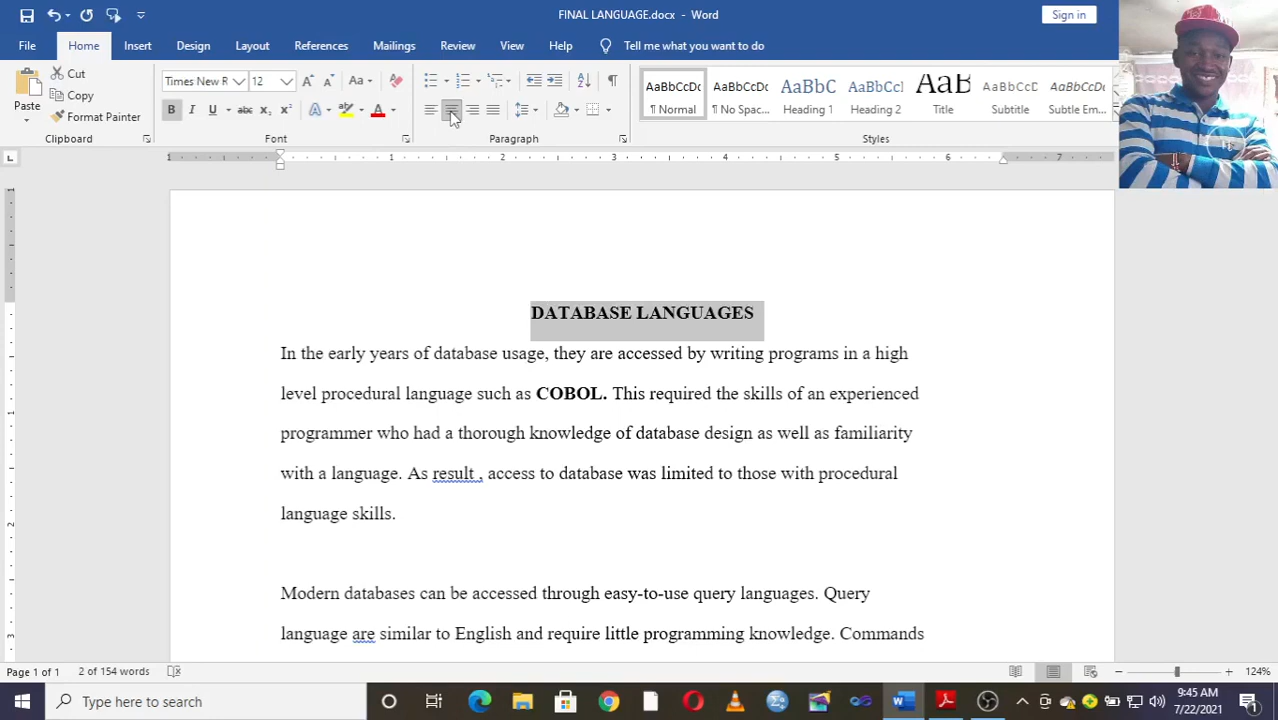 FINAL LANGUAGE.docx - Word
Sign in
File Home Insert Design Layout References Mailings Review View Help Tell me what you want to do
Paste
Cut
Copy
Format Painter
Clipboard
Times New R 12
Font
Paragraph
AaBbCcDc AaBbCcDc AaBbC AaBbCcl AaB AaBbCcD AaBbCcDc
¶ Normal ¶ No Spac... Heading 1 Heading 2 Title Subtitle Subtle Em...
Styles
1 1 2 3 4 5 6 7
DATABASE LANGUAGES
In the early years of database usage, they are accessed by writing programs in a high
level procedural language such as COBOL. This required the skills of an experienced
programmer who had a thorough knowledge of database design as well as familiarity
with a language. As result , access to database was limited to those with procedural
language skills.
Modern databases can be accessed through easy-to-use query languages. Query
language are similar to English and require little programming knowledge. Commands
Page 1 of 1 2 of 154 words
124%
Type here to search
9:45 AM
7/22/2021